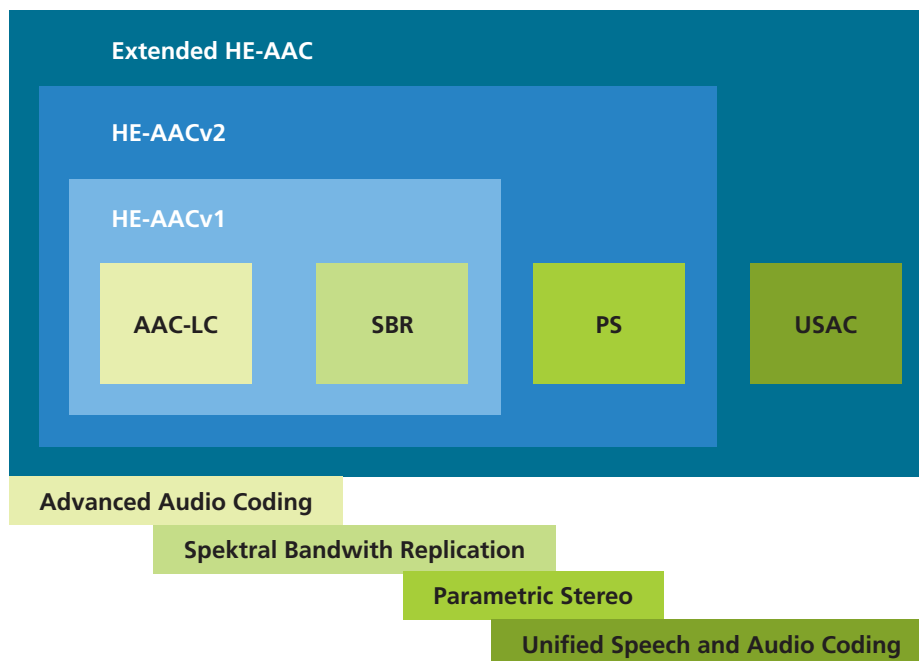 Extended HE-AAC
HE-AACv2
HE-AACv1
AAC-LC
SBR
PS
USAC
Advanced Audio Coding
Spektral Bandwith Replication
Parametric Stereo
Unified Speech and Audio Coding